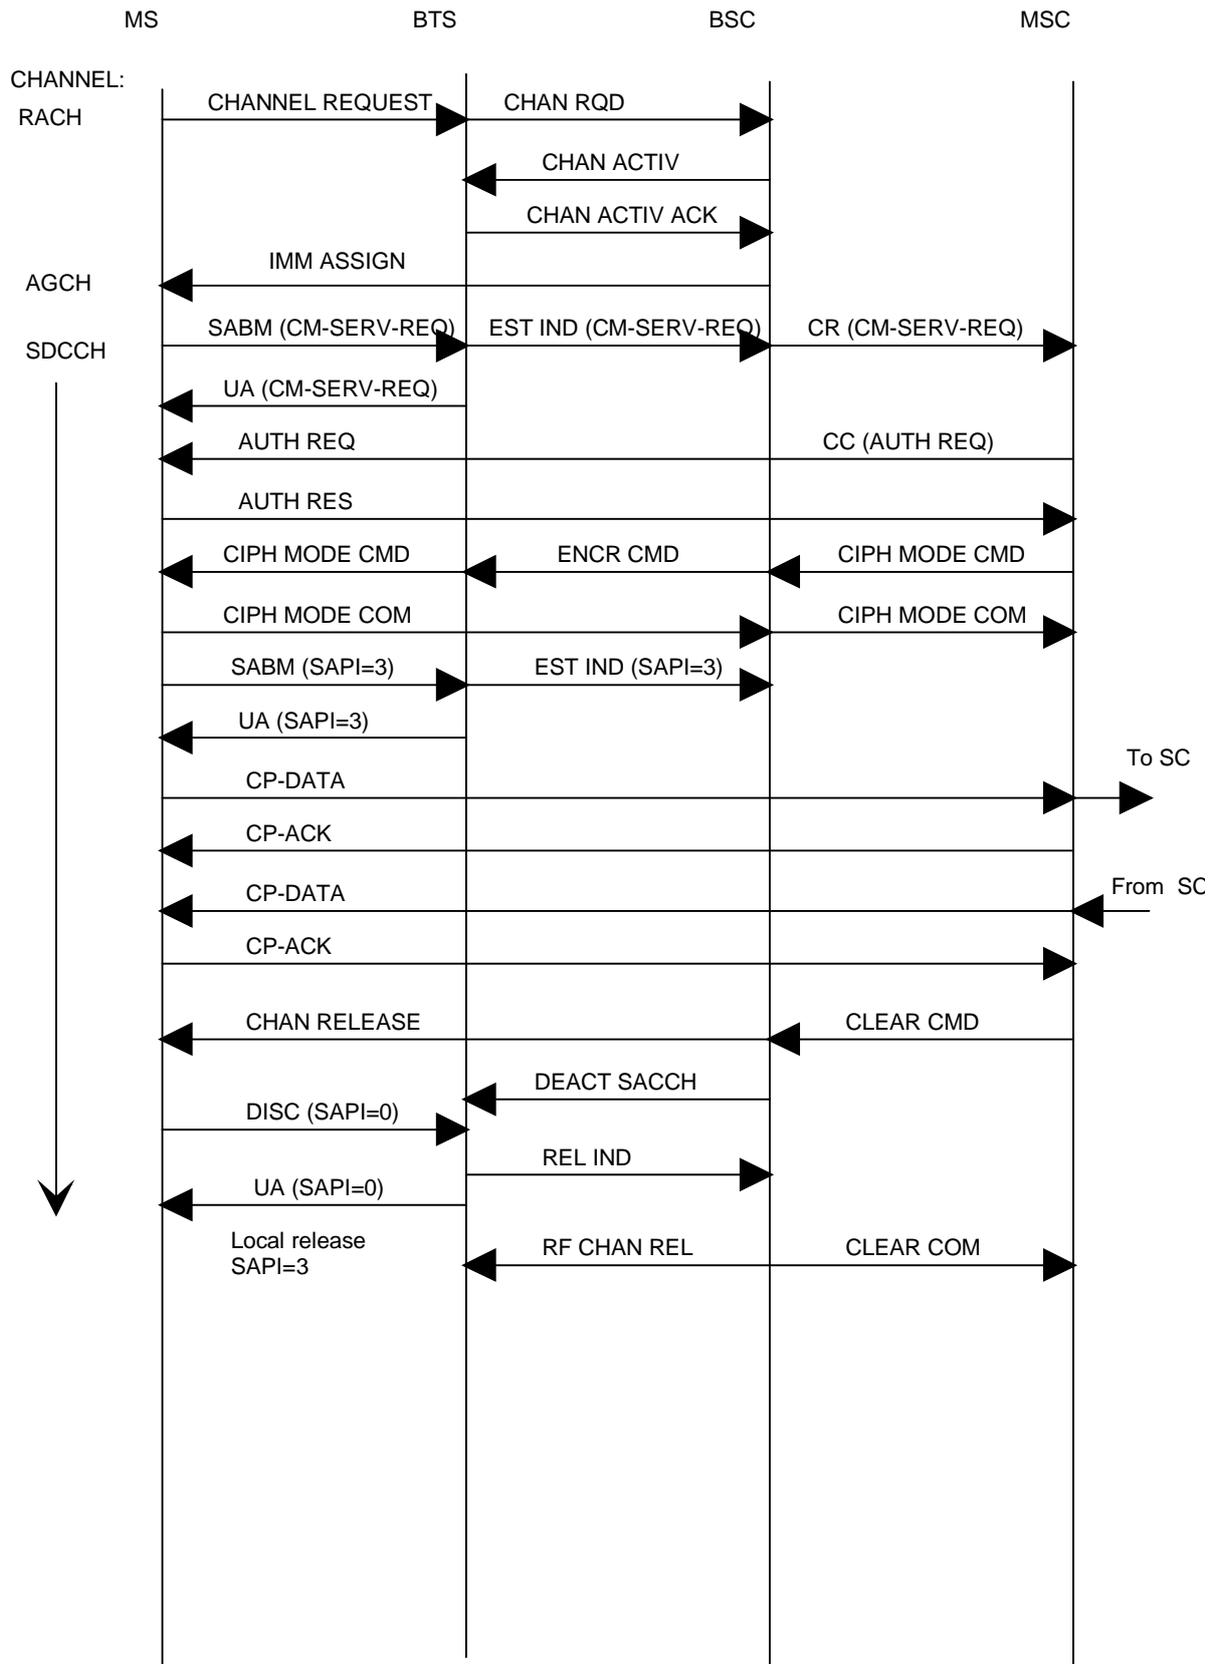 MS BTS BSC MSC
CHANNEL:
RACH CHANNEL REQUEST CHAN RQD
CHAN ACTIV
CHAN ACTIV ACK
AGCH IMM ASSIGN
SDCCH SABM (CM-SERV-REQ) EST IND (CM-SERV-REQ) CR (CM-SERV-REQ)
UA (CM-SERV-REQ)
AUTH REQ CC (AUTH REQ)
AUTH RES
CIPH MODE CMD ENCR CMD CIPH MODE CMD
CIPH MODE COM CIPH MODE COM
SABM (SAPI=3) EST IND (SAPI=3)
UA (SAPI=3)
To SC
CP-DATA
CP-ACK
CP-DATA From SC
CP-ACK
CHAN RELEASE CLEAR CMD
DEACT SACCH
DISC (SAPI=0)
REL IND
UA (SAPI=0)
Local release
SAPI=3
RF CHAN REL CLEAR COM